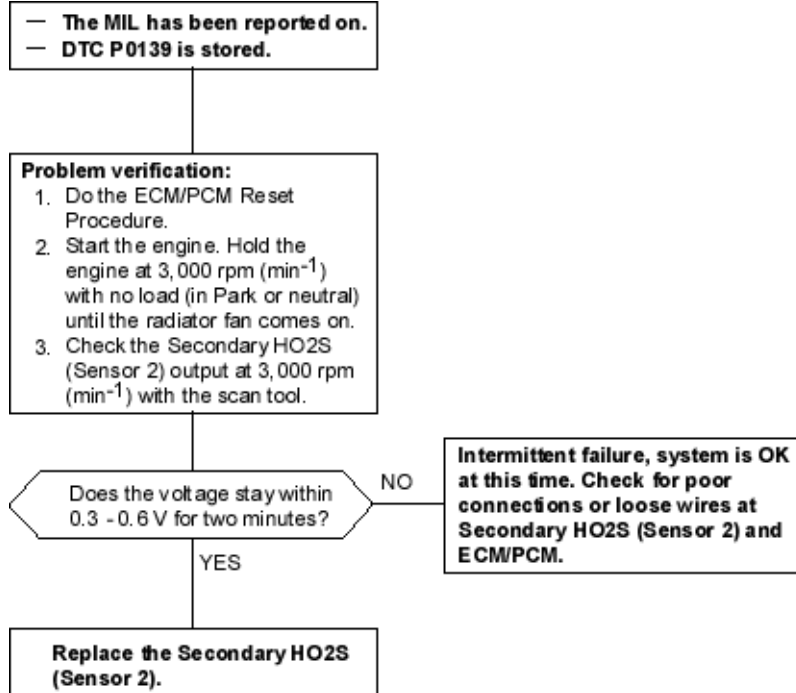 — The MIL has been reported on.
— DTC P0139 is stored.
Problem verification:
1. Do the ECM/PCM Reset
Procedure.
2. Start the engine. Hold the
engine at 3,000 rpm (min-1)
with no load (in Park or neutral)
until the radiator fan comes on.
3. Check the Secondary HO2S
(Sensor 2) output at 3,000 rpm
(min-1) with the scan tool.
Does the voltage stay within
0.3 - 0.6 V for two minutes?
NO
Intermittent failure, system is OK
at this time. Check for poor
connections or loose wires at
Secondary HO2S (Sensor 2) and
ECM/PCM.
YES
Replace the Secondary HO2S
(Sensor 2).